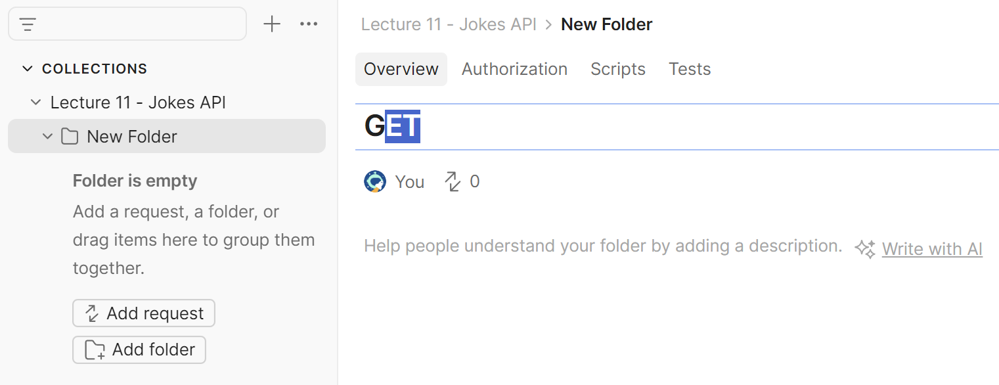 COLLECTIONS
Lecture 11 - Jokes API
New Folder
Folder is empty
Add a request, a folder, or
drag items here to group them
together.
Add request
Add folder
Lecture 11 - Jokes API > New Folder
Overview Authorization Scripts Tests
GET
You 0
Help people understand your folder by adding a description. Write with AI